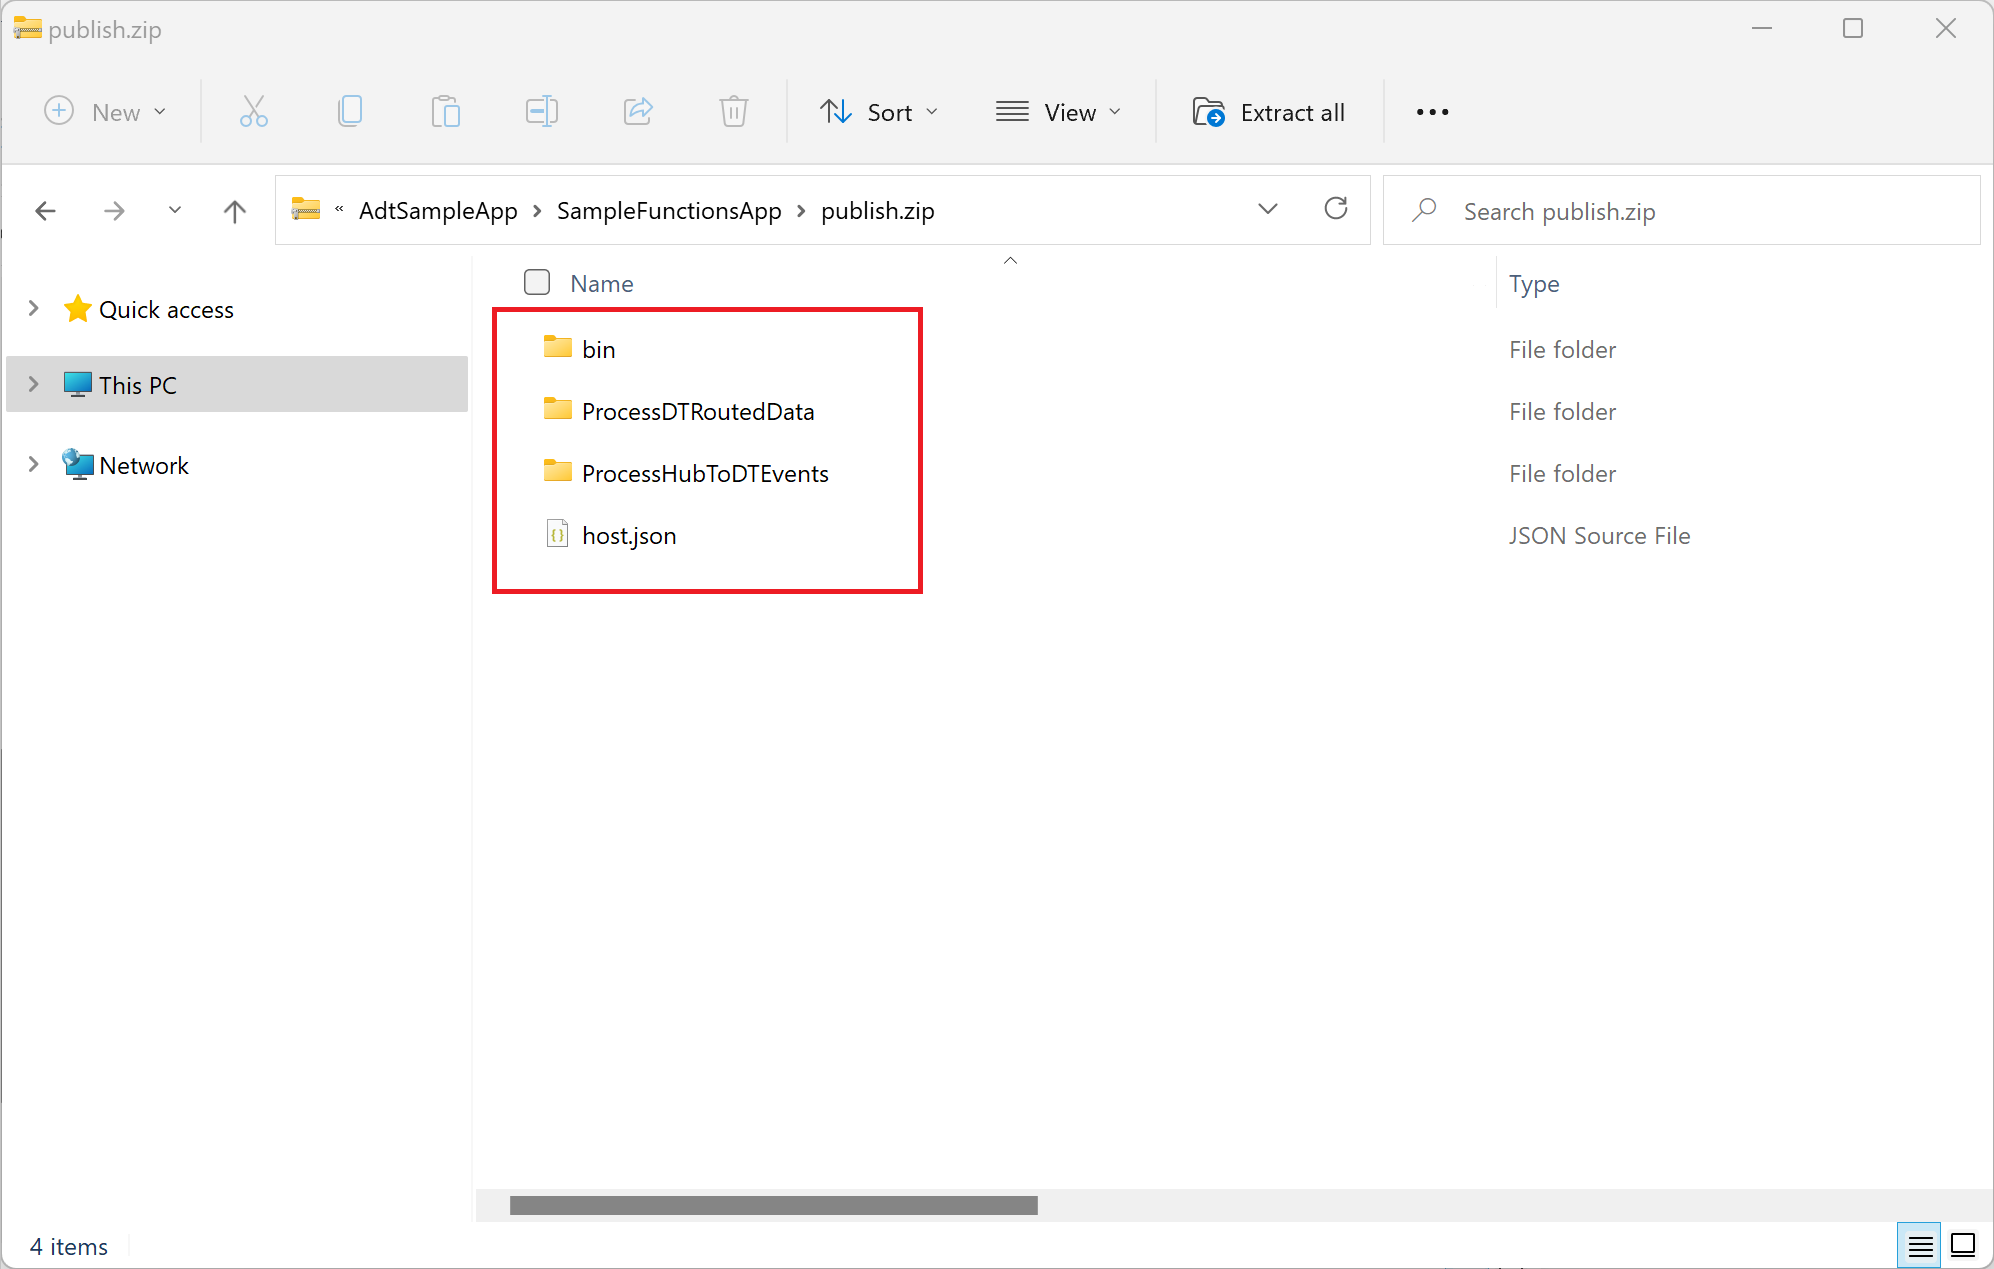 publish.zip
New Sort View Extract all
« AdtSampleApp > SampleFunctionsApp > publish.zip Search publish.zip
Name Type
Quick access
This PC
Network
bin File folder
ProcessDTRoutedData File folder
ProcessHubToDTEvents File folder
host.json JSON Source File
4 items